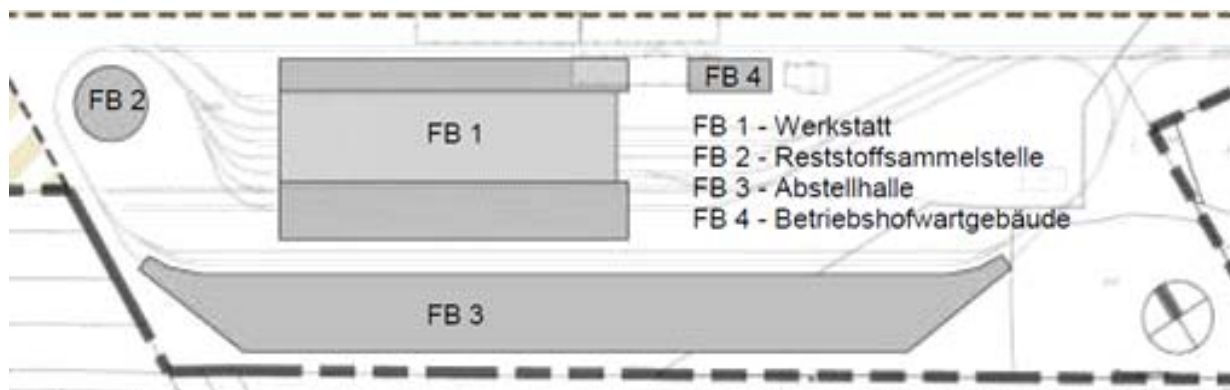 FB 4
FB 2
FB 1
FB 1 - Werkstatt
FB 2 - Reststoffsammelstelle
FB 3 - Abstellhalle
FB 4 - Betriebshofwartgebäude
FB 3